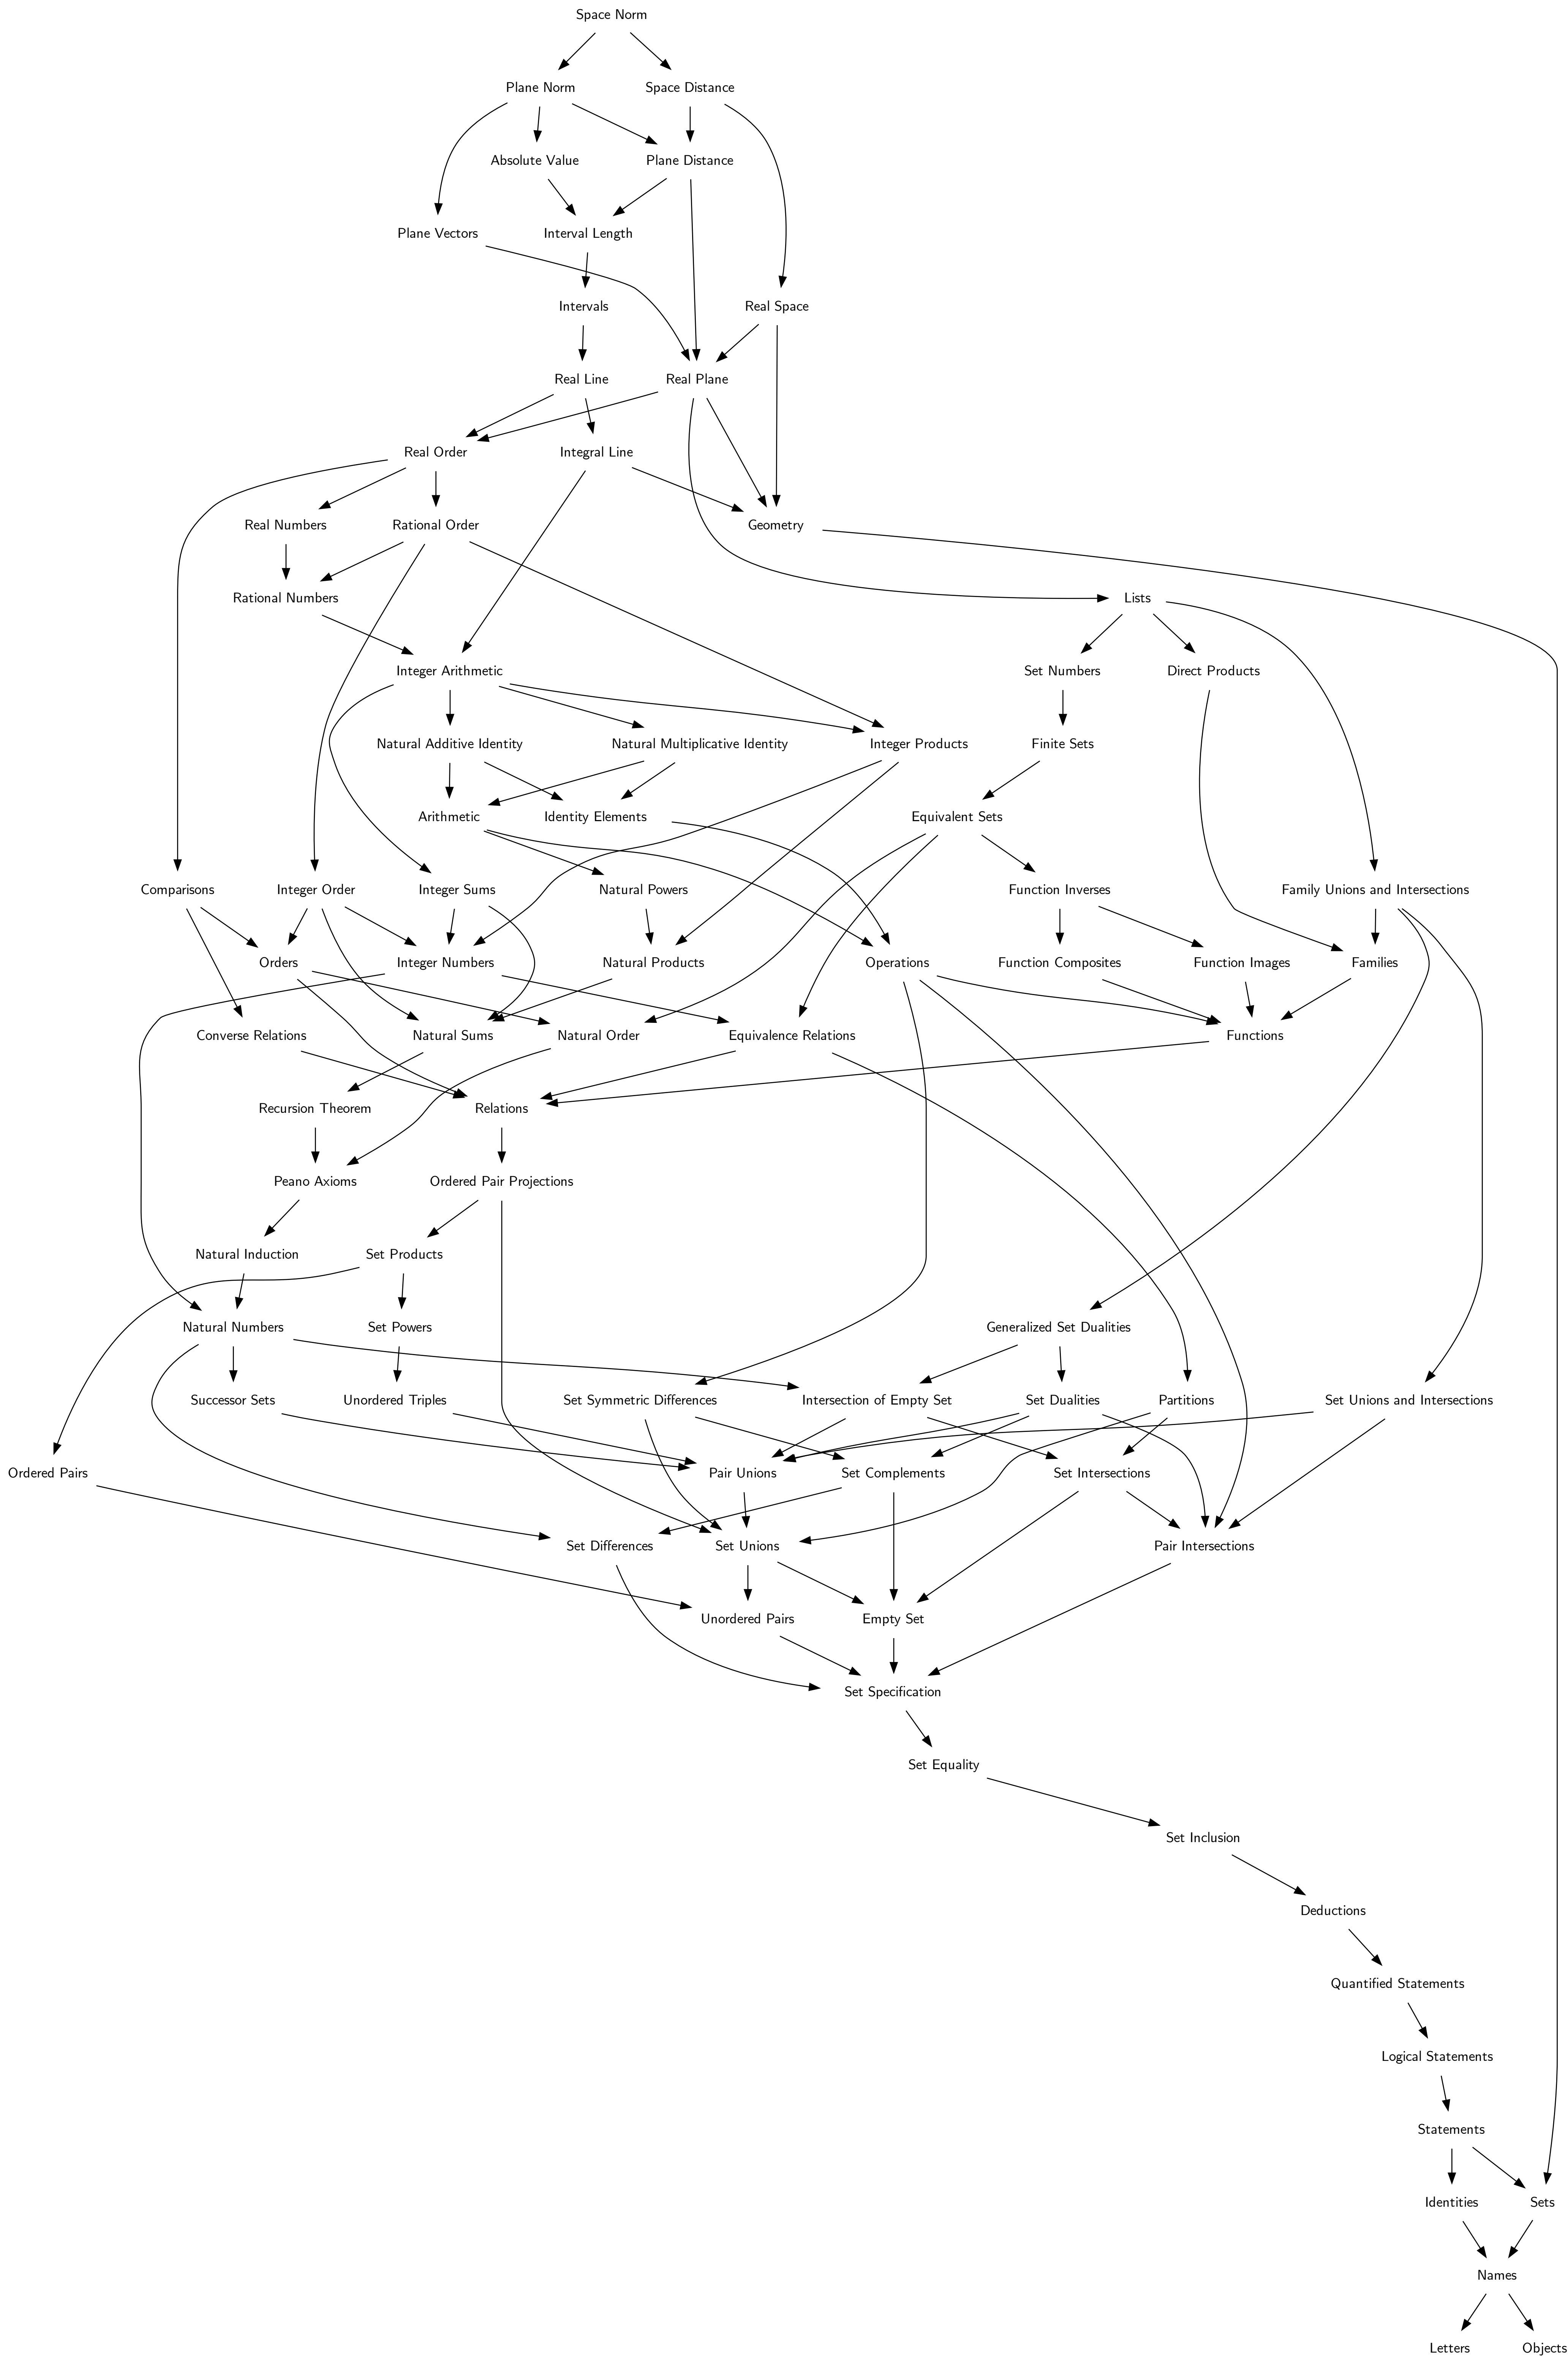 Space Norm
Plane Norm
Space Distance
Absolute Value
Plane Distance
Plane Vectors
Interval Length
Intervals
Real Space
Real Line
Real Plane
Real Order
Integral Line
Real Numbers
Rational Order
Geometry
Rational Numbers
Lists
Integer Arithmetic
Set Numbers
Direct Products
Natural Additive Identity
Natural Multiplicative Identity
Integer Products
Finite Sets
Arithmetic
Identity Elements
Equivalent Sets
Comparisons
Integer Order
Integer Sums
Natural Powers
Function Inverses
Family Unions and Intersections
Orders
Integer Numbers
Natural Products
Operations
Function Composites
Function Images
Families
Converse Relations
Natural Sums
Natural Order
Equivalence Relations
Functions
Recursion Theorem
Relations
Peano Axioms
Ordered Pair Projections
Natural Induction
Set Products
Natural Numbers
Set Powers
Generalized Set Dualities
Successor Sets
Unordered Triples
Set Symmetric Differences
Intersection of Empty Set
Set Dualities
Partitions
Set Unions and Intersections
Ordered Pairs
Pair Unions
Set Complements
Set Intersections
Set Differences
Set Unions
Pair Intersections
Unordered Pairs
Empty Set
Set Specification
Set Equality
Set Inclusion
Deductions
Quantified Statements
Logical Statements
Statements
Identities
Sets
Names
Letters
Objects